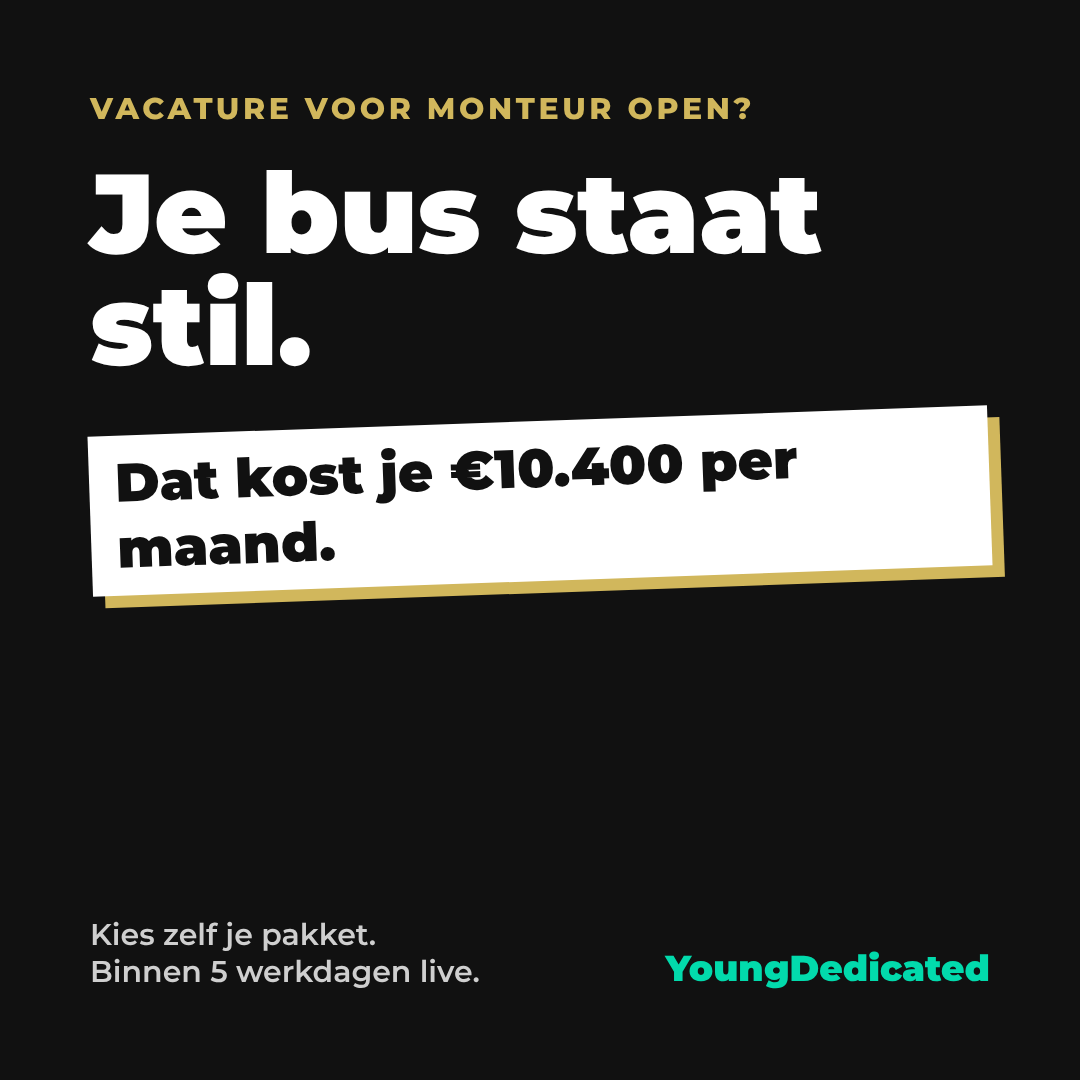 VACATURE VOOR MONTEUR OPEN?
Je bus staat
stil.
Dat kost je €10.400 per
maand.
Kies zelf je pakket.
Binnen 5 werkdagen live.
YoungDedicated